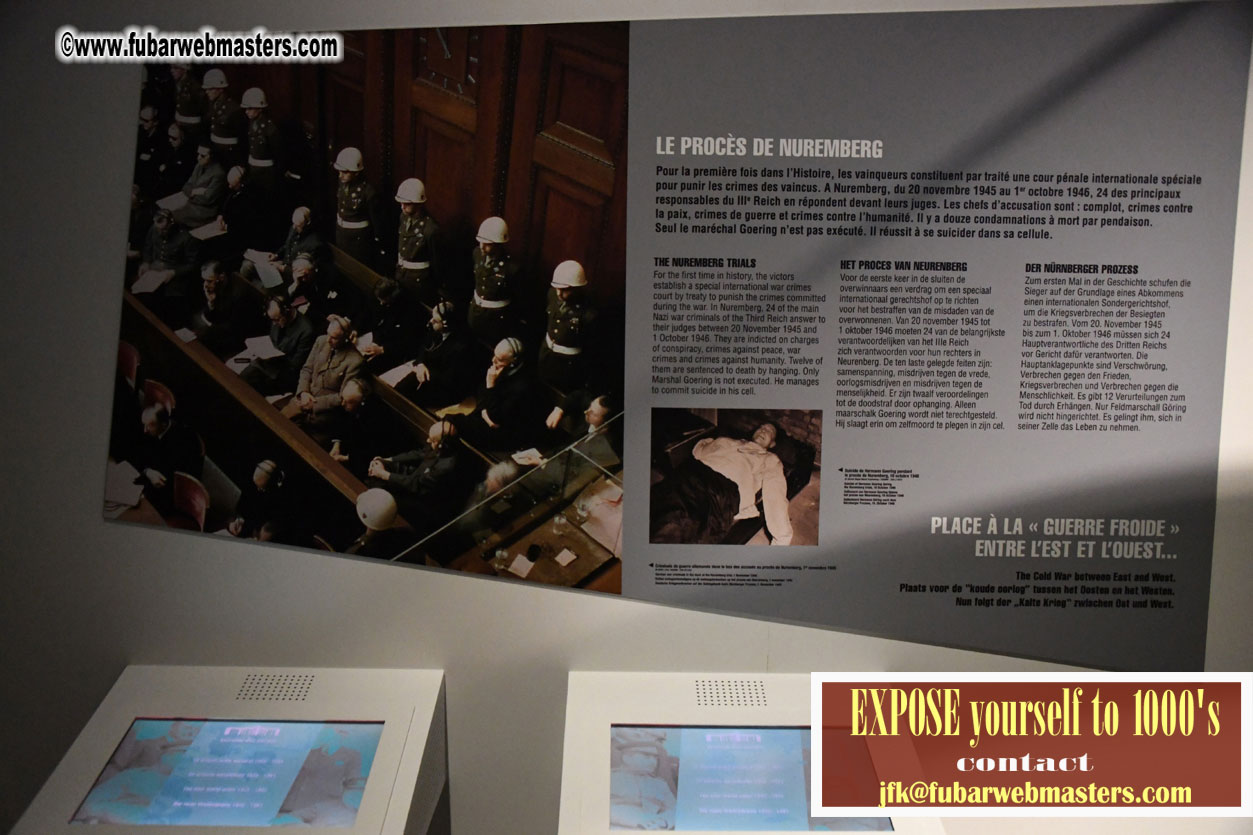 ©www.fubarwebmasters.com
LE PROCÈS DE NUREMBERG
Pour la première fois dans l'Histoire, les vainqueurs constituent par traité une cour pénale internationale spéciale
pour punir les crimes des vaincus. A Nuremberg, du 20 novembre 1945 au 1er octobre 1946, 24 des principaux
responsables du IIIe Reich en répondent devant leurs juges. Les chefs d'accusation sont : complot, crimes contre
la paix, crimes de guerre et crimes contre l'humanité. Il y a douze condamnations à mort par pendaison.
Seul le maréchal Goering n'est pas exécuté. Il réussit à se suicider dans sa cellule.
THE NUREMBERG TRIALS
For the first time in history, the victors
establish a special international war crimes
court by treaty to punish the crimes committed
during the war. In Nuremberg, 24 of the main
Nazi war criminals of the Third Reich answer to
their judges between 20 November 1945 and
1 October 1946. They are indicted on charges
of conspiracy, crimes against peace, war
crimes and crimes against humanity. Twelve of
them are sentenced to death by hanging. Only
Marshal Goering is not executed. He manages
to commit suicide in his cell.
HET PROCES VAN NEURENBERG
Voor de eerste keer in de sluiten de
overwinnaars een verdrag om een speciaal
internationaal gerechtshof op te richten
voor het bestraffen van de misdaden van de
overwonnenen. Van 20 november 1945 tot
1 oktober 1946 moeten 24 van de belangrijkste
verantwoordelijken van het IIIe Reich
zich verantwoorden voor hun rechters in
Neurenberg. De ten laste gelegde feiten zijn:
samenspanning, misdrijven tegen de vrede,
oorlogsmisdrijven en misdrijven tegen de
menselijkheid. Er zijn twaalf veroordelingen
tot de doodstraf door ophanging. Alleen
maarschalk Goering wordt niet terechtgesteld.
Hij slaagt erin om zelfmoord te plegen in zijn cel.
DER NÜRNBERGER PROZESS
Zum ersten Mal in der Geschichte schufen die
Sieger auf der Grundlage eines Abkommens
einen internationalen Sondergerichtshof,
um die Kriegsverbrechen der Besiegten
zu bestrafen. Vom 20. November 1945
bis zum 1. Oktober 1946 müssen sich 24
Hauptverantwortliche des Dritten Reichs
vor Gericht dafür verantworten. Die
Hauptanklagepunkte sind Verschwörung,
Verbrechen gegen den Frieden,
Kriegsverbrechen und Verbrechen gegen die
Menschlichkeit. Es gibt 12 Verurteilungen zum
Tod durch Erhängen. Nur Feldmarschall Göring
wird nicht hingerichtet. Es gelingt ihm, sich in
seiner Zelle das Leben zu nehmen.
Suicide de Hermann Goering pendant
le procès de Nuremberg, 15 octobre 1946
PLACE À LA « GUERRE FROIDE »
ENTRE L'EST ET L'OUEST...
The Cold War between East and West.
Plaats voor de "koude oorlog" tussen het Oosten en het Westen.
Nun folgt der „Kalte Krieg" zwischen Ost und West.
EXPOSE yourself to 1000's
contact
jfk@fubarwebmasters.com